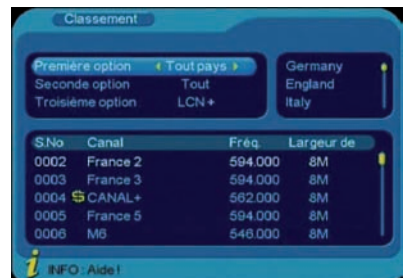 Classement
Première option Tout pays
Seconde option Tout
Troisième option LCN+
Germany
England
Italy
S.No Canal Fréq. Largeur de
0002 France 2 594.000 8M
0003 France 3 594.000 8M
0004 $ CANAL+ 562.000 8M
0005 France 5 594.000 8M
0006 M6 546.000 8M
i INFO : Aide!